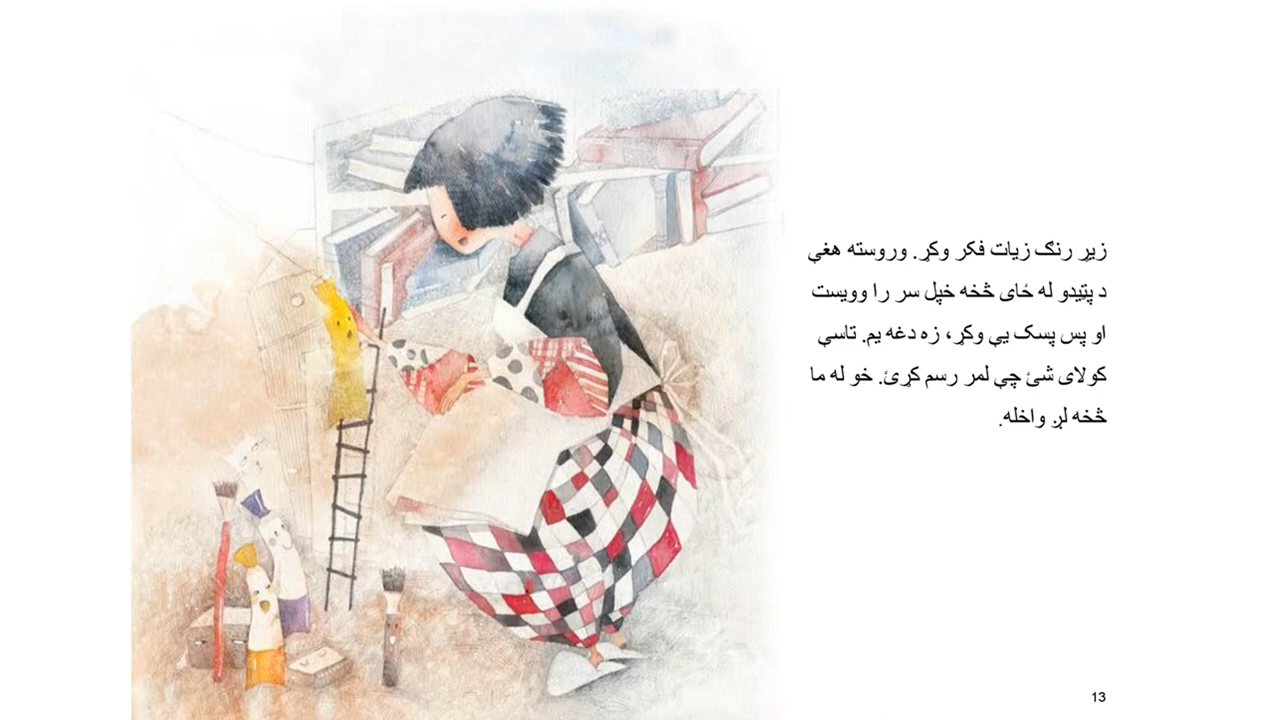 زیړ رنګ زیات فکر وکړ. وروسته هغې
د پټیدو له ځای څخه خپل سر را وویست
او پس پسک یې وکړ، زه دغه یم. تاسې
کولای شئ چې لمر رسم کړئ. خو له ما
څخه لږ واخله.
13